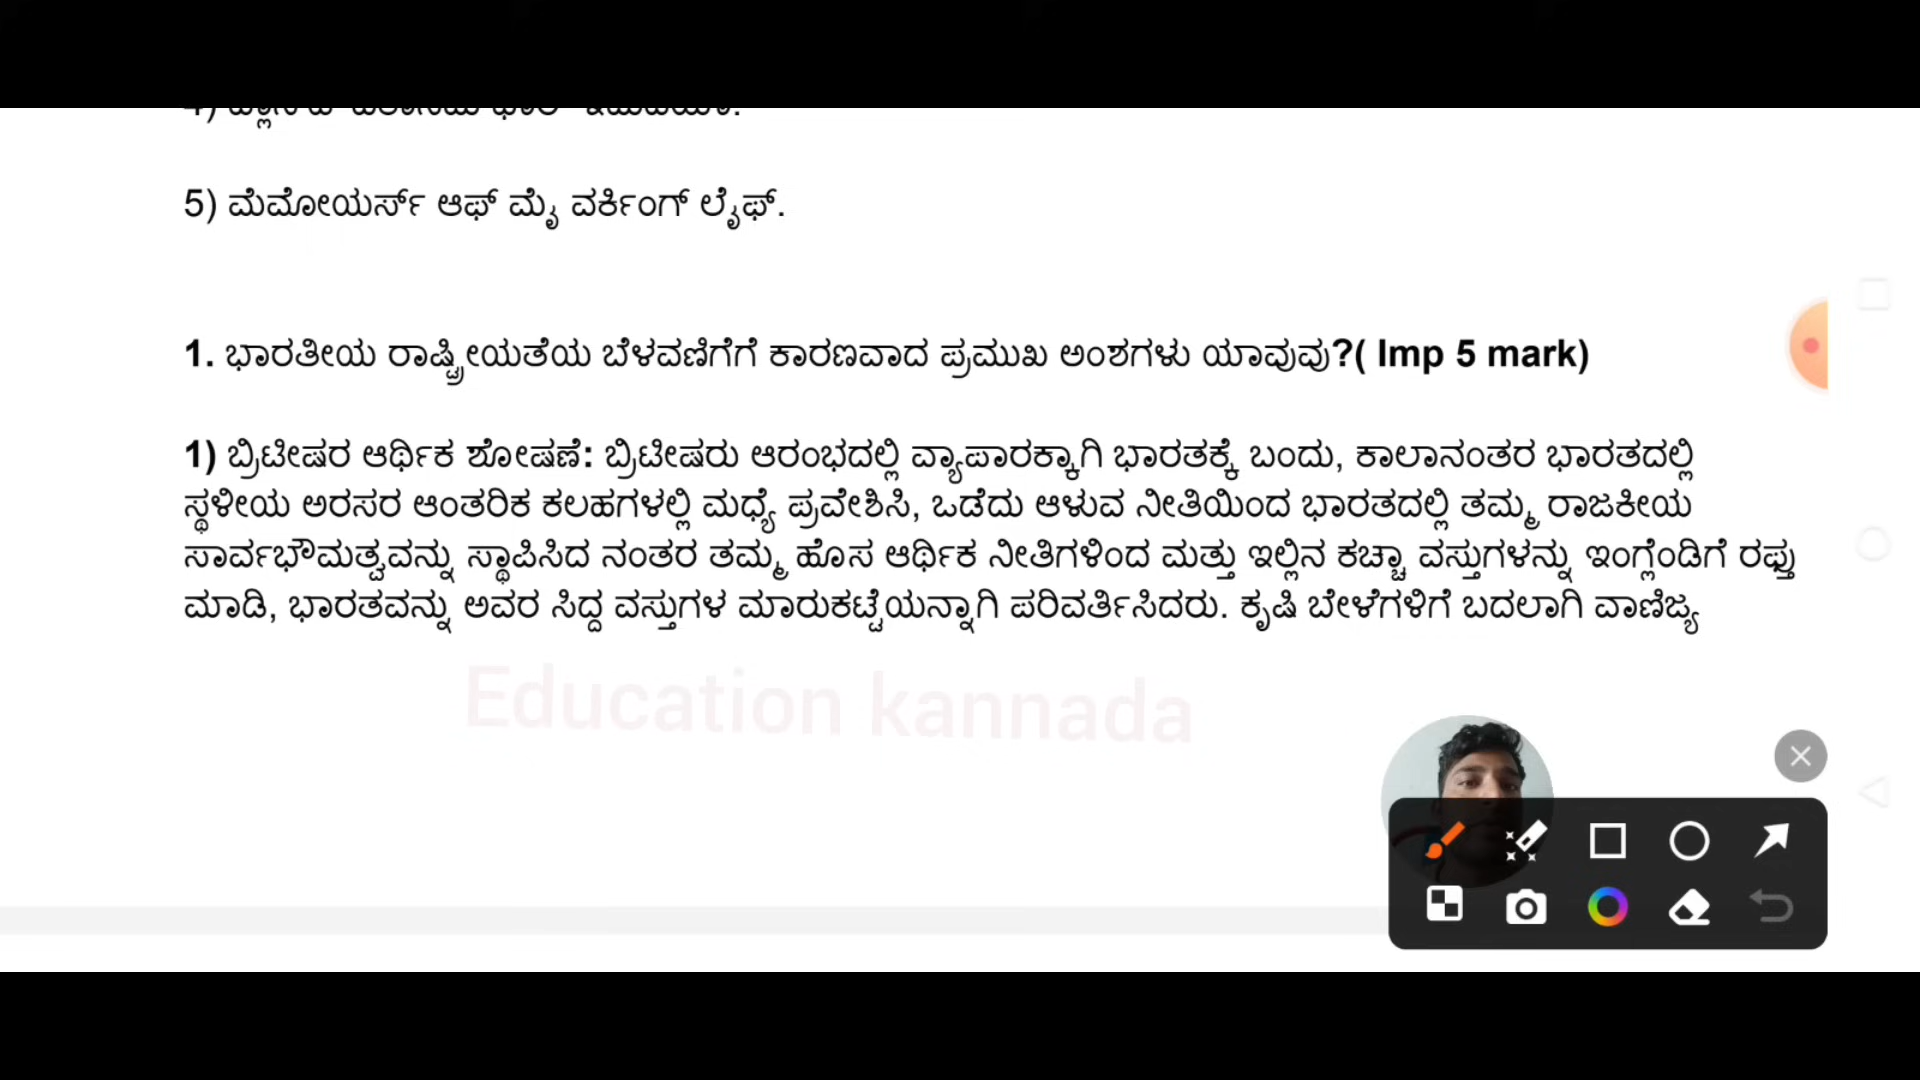 5) ಮೆಮೋಯರ್ಸ್ ಆಫ್ ಮೈ ವರ್ಕಿಂಗ್ ಲೈಫ್.
1. ಭಾರತೀಯ ರಾಷ್ಟ್ರೀಯತೆಯ ಬೆಳವಣಿಗೆಗೆ ಕಾರಣವಾದ ಪ್ರಮುಖ ಅಂಶಗಳು ಯಾವುವು?( Imp 5 mark)
1) ಬ್ರಿಟೀಷರ ಆರ್ಥಿಕ ಶೋಷಣೆ: ಬ್ರಿಟೀಷರು ಆರಂಭದಲ್ಲಿ ವ್ಯಾಪಾರಕ್ಕಾಗಿ ಭಾರತಕ್ಕೆ ಬಂದು, ಕಾಲಾನಂತರ ಭಾರತದಲ್ಲಿ
ಸ್ಥಳೀಯ ಅರಸರ ಆಂತರಿಕ ಕಲಹಗಳಲ್ಲಿ ಮಧ್ಯೆ ಪ್ರವೇಶಿಸಿ, ಒಡೆದು ಆಳುವ ನೀತಿಯಿಂದ ಭಾರತದಲ್ಲಿ ತಮ್ಮ ರಾಜಕೀಯ
ಸಾರ್ವಭೌಮತ್ವವನ್ನು ಸ್ಥಾಪಿಸಿದ ನಂತರ ತಮ್ಮ ಹೊಸ ಆರ್ಥಿಕ ನೀತಿಗಳಿಂದ ಮತ್ತು ಇಲ್ಲಿನ ಕಚ್ಚಾ ವಸ್ತುಗಳನ್ನು ಇಂಗ್ಲೆಂಡಿಗೆ ರಫ್ತು
ಮಾಡಿ, ಭಾರತವನ್ನು ಅವರ ಸಿದ್ದ ವಸ್ತುಗಳ ಮಾರುಕಟ್ಟೆಯನ್ನಾಗಿ ಪರಿವರ್ತಿಸಿದರು. ಕೃಷಿ ಬೇಳೆಗಳಿಗೆ ಬದಲಾಗಿ ವಾಣಿಜ್ಯ
Education kannada